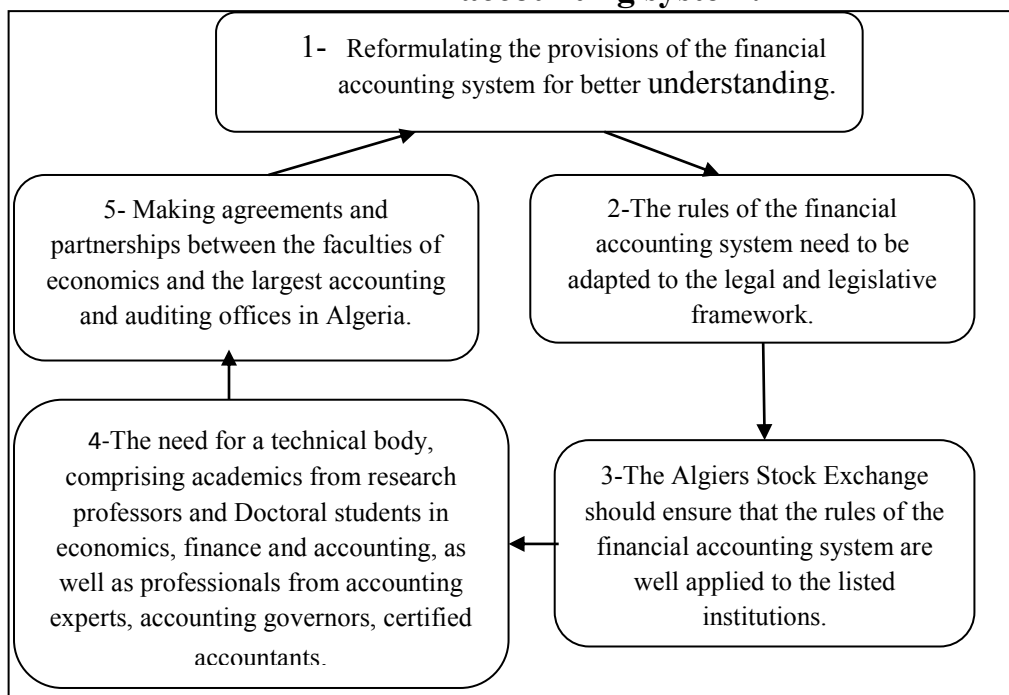 accounting system.
1- Reformulating the provisions of the financial
accounting system for better understanding.
2-The rules of the financial
accounting system need to be
adapted to the legal and legislative
framework.
3-The Algiers Stock Exchange
should ensure that the rules of the
financial accounting system are
well applied to the listed
institutions.
4-The need for a technical body,
comprising academics from research
professors and Doctoral students in
economics, finance and accounting, as
well as professionals from accounting
experts, accounting governors, certified
accountants.
5- Making agreements and
partnerships between the faculties of
economics and the largest accounting
and auditing offices in Algeria.